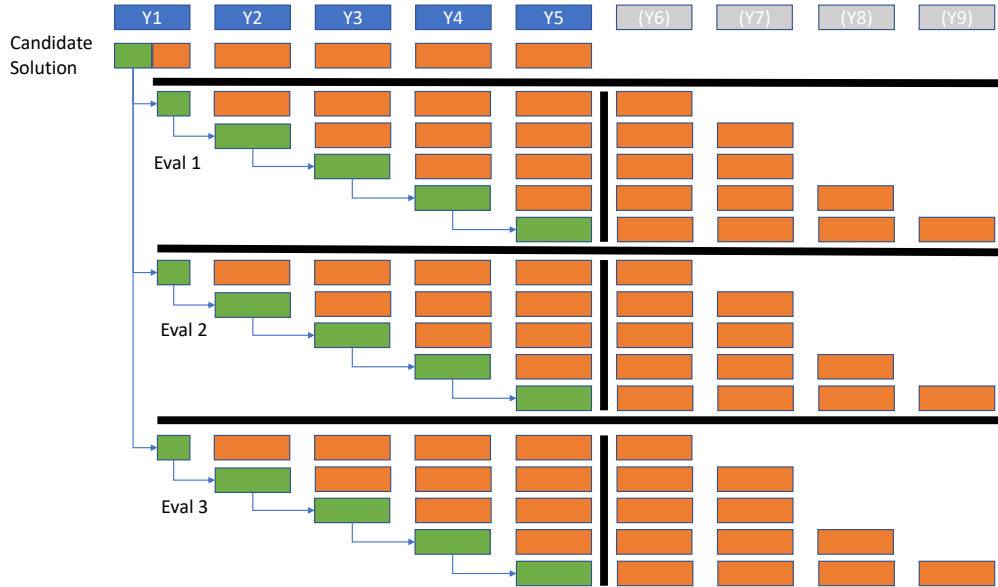 Y1 Y2 Y3 Y4 Y5 (Y6) (Y7) (Y8) (Y9)
Candidate
Solution
Eval 1
Eval 2
Eval 3